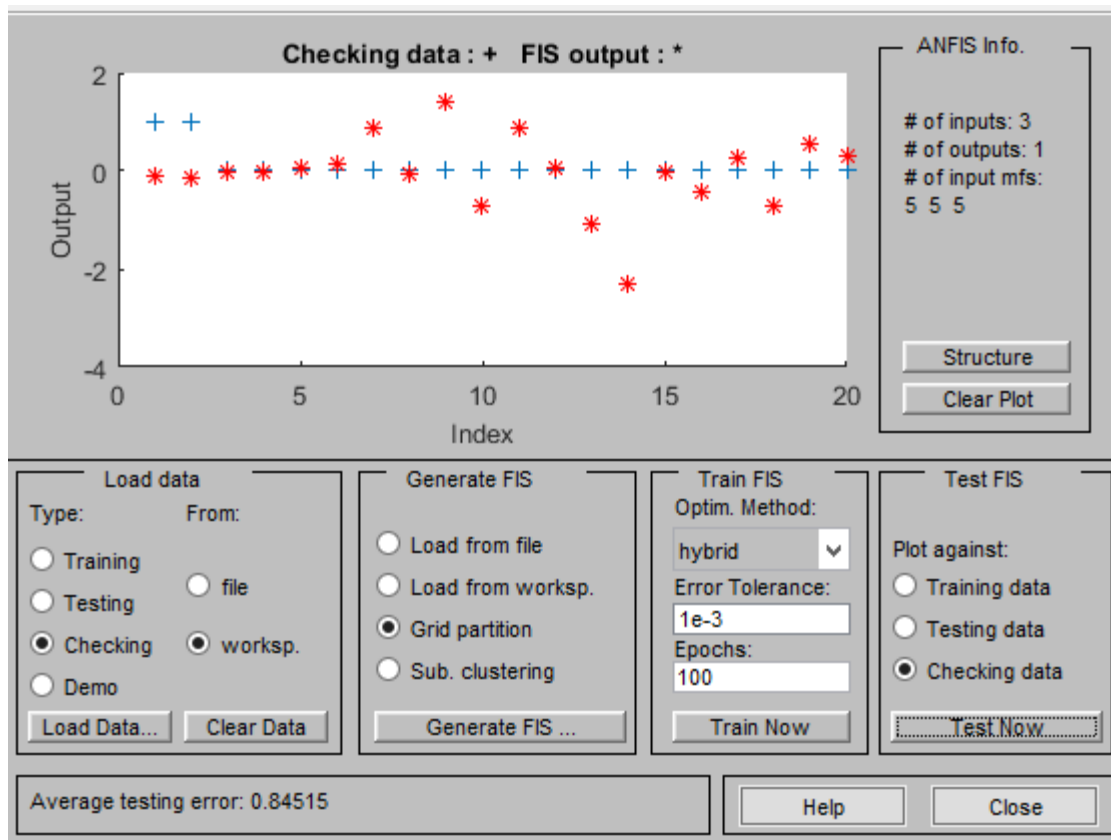 Checking data : +   FIS output : *
2
0
-2
-4
Output
0
5
10
15
20
Index
ANFIS Info.
# of inputs: 3
# of outputs: 1
# of input mfs:
5 5 5
Structure
Clear Plot
Load data
Type:
From:
Training
Testing
Checking
Demo
file
worksp.
Load Data...
Clear Data
Generate FIS
Load from file
Load from worksp.
Grid partition
Sub. clustering
Generate FIS ...
Train FIS
Optim. Method:
hybrid
Error Tolerance:
1e-3
Epochs:
100
Train Now
Test FIS
Plot against:
Training data
Testing data
Checking data
Test Now
Average testing error: 0.84515
Help
Close